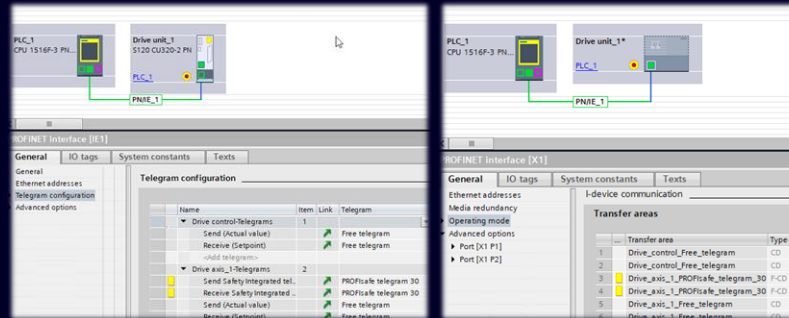 PLC_1
CPU 1516F-3 PN...
Drive unit_1
S120 CU320-2 PN
PLC_1
PN/IE_1
PROFINET interface [IE1]
General IO tags System constants Texts
General
Ethernet addresses
Telegram configuration
Advanced options
Telegram configuration
Name Item Link Telegram
Drive control-Telegrams 1
Send (Actual value) Free telegram
Receive (Setpoint) Free telegram
<Add telegram>
Drive axis_1-Telegrams 2
Send Safety Integrated tel... PROFIsafe telegram 30
Receive Safety Integrated ... PROFIsafe telegram 30
Send (Actual value) Free telegram
Receive (Setpoint) Free telegram
PLC_1
CPU 1516F-3 PN...
Drive unit_1*
PLC_1
PN/IE_1
PROFINET interface [X1]
General IO tags System constants Texts
Ethernet addresses
Media redundancy
Operating mode
Advanced options
Port [X1 P1]
Port [X1 P2]
I-device communication
Transfer areas
... Transfer area Type
1 Drive_control_Free_telegram CD
2 Drive_control_Free_telegram CD
3 Drive_axis_1_PROFIsafe_telegram_30 F-CD
4 Drive_axis_1_PROFIsafe_telegram_30 F-CD
5 Drive_axis_1_Free_telegram CD
6 Drive_axis_1_Free_telegram CD